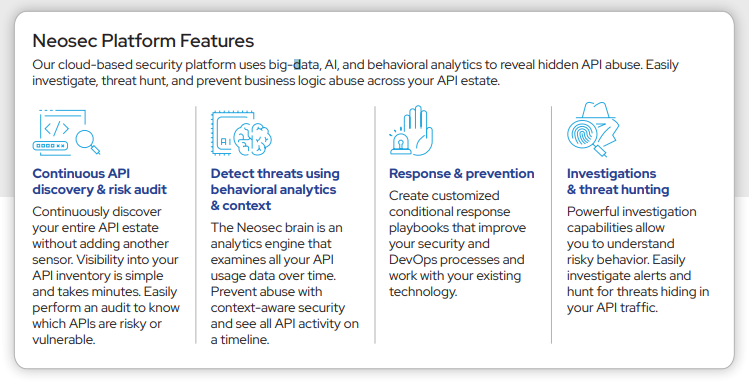 Neosec Platform Features
Our cloud-based security platform uses big-data, AI, and behavioral analytics to reveal hidden API abuse. Easily
investigate, threat hunt, and prevent business logic abuse across your API estate.
Continuous API
discovery & risk audit
Continuously discover
your entire API estate
without adding another
sensor. Visibility into your
API inventory is simple
and takes minutes. Easily
perform an audit to know
which APIs are risky or
vulnerable.
Detect threats using
behavioral analytics
& context
The Neosec brain is an
analytics engine that
examines all your API
usage data over time.
Prevent abuse with
context-aware security
and see all API activity on
a timeline.
Response & prevention
Create customized
conditional response
playbooks that improve
your security and
DevOps processes and
work with your existing
technology.
Investigations
& threat hunting
Powerful investigation
capabilities allow
you to understand
risky behavior. Easily
investigate alerts and
hunt for threats hiding in
your API traffic.